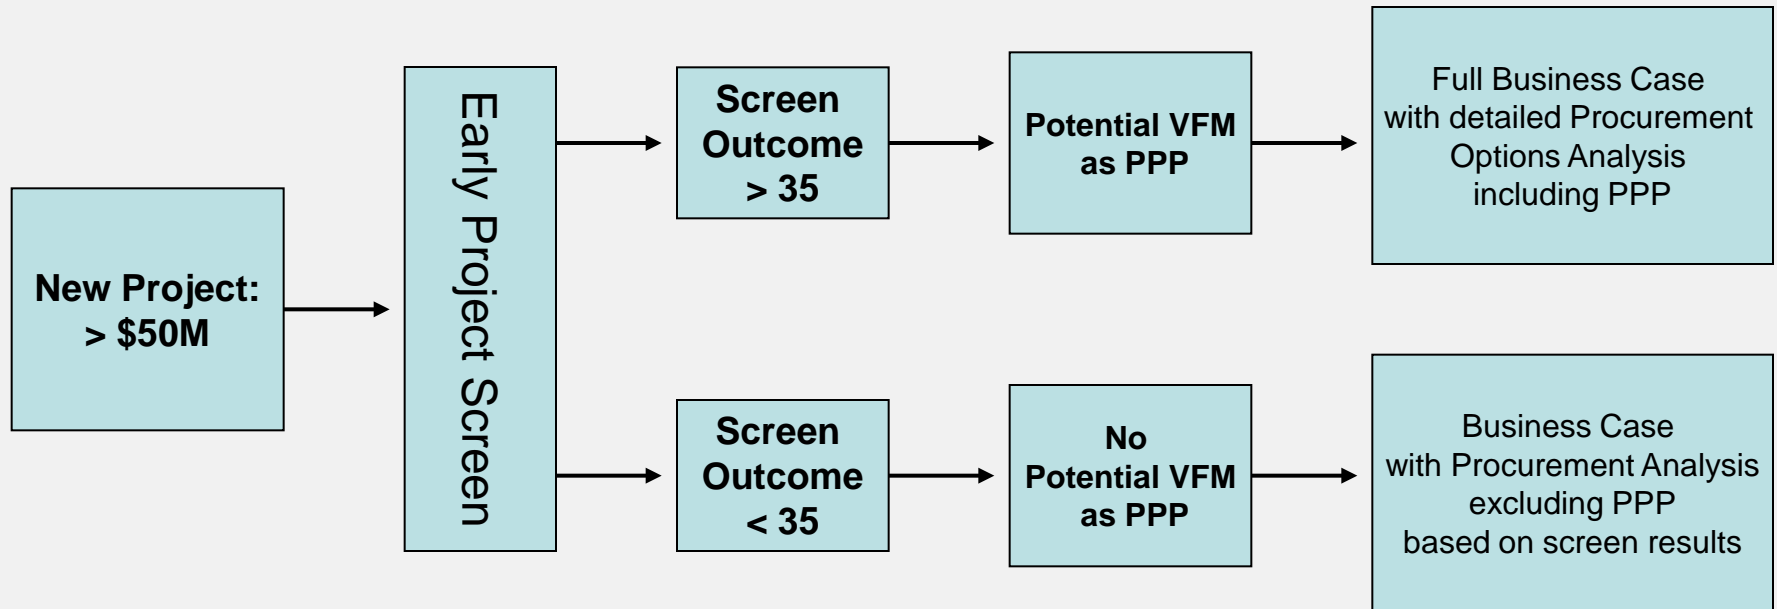 New Project:
> $50M
Early Project Screen
Screen
Outcome
> 35
Potential VFM
as PPP
Full Business Case
with detailed Procurement
Options Analysis
including PPP
Screen
Outcome
< 35
No
Potential VFM
as PPP
Business Case
with Procurement Analysis
excluding PPP
based on screen results